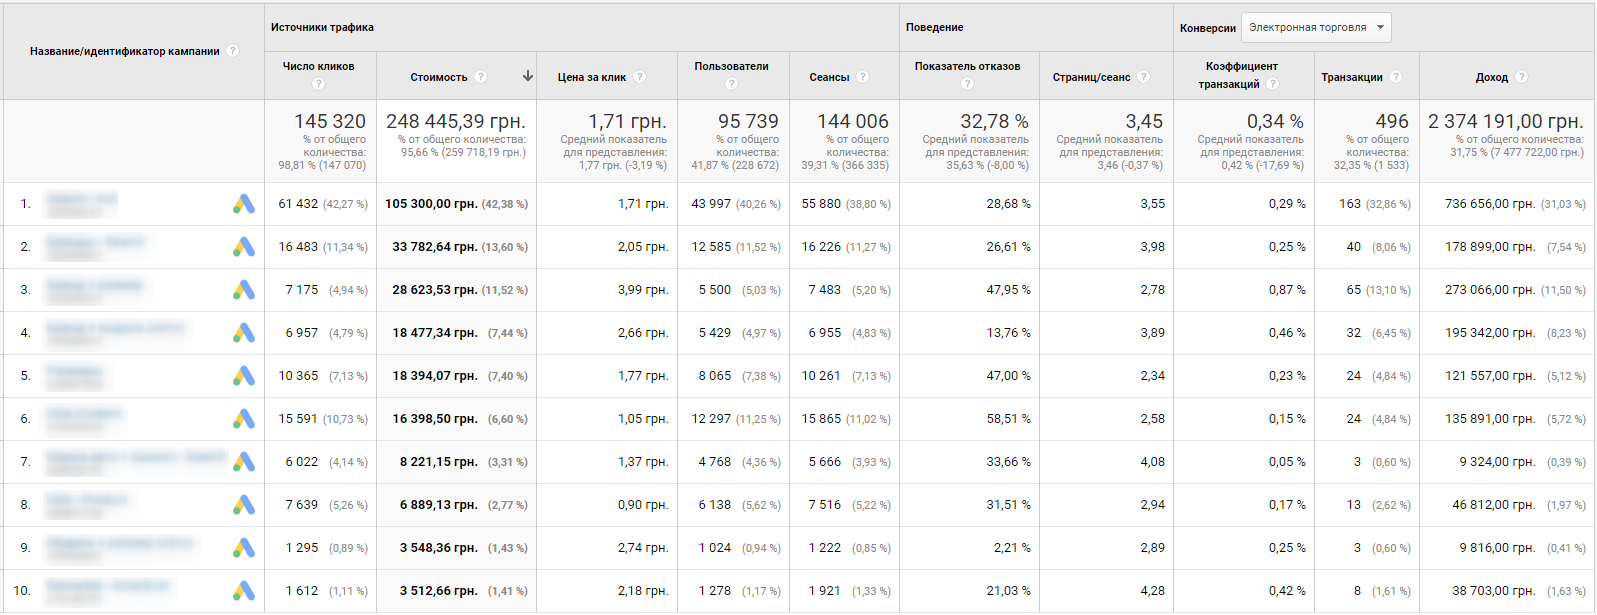 Название/идентификатор кампании ?
Источники трафика
Поведение
Конверсии Электронная торговля
Число кликов ?
Стоимость ? ↓
Цена за клик ?
Пользователи ?
Сеансы ?
Показатель отказов ?
Страниц/сеанс ?
Коэффициент транзакций ?
Транзакции ?
Доход ?
145 320
% от общего
количества:
98,81 % (147 070)
248 445,39 грн.
% от общего количества:
95,66 % (259 718,19 грн.)
1,71 грн.
Средний показатель
для представления:
1,77 грн. (-3,19 %)
95 739
% от общего
количества:
41,87 % (228 672)
144 006
% от общего
количества:
39,31 % (366 335)
32,78 %
Средний показатель
для представления:
35,63 % (-8,00 %)
3,45
Средний показатель
для представления:
3,46 (-0,37 %)
0,34 %
Средний показатель
для представления:
0,42 % (-17,69 %)
496
% от общего
количества:
32,35 % (1 533)
2 374 191,00 грн.
% от общего количества:
31,75 % (7 477 722,00 грн.)
1. 61 432 (42,27 %) 105 300,00 грн. (42,38 %) 1,71 грн. 43 997 (40,26 %) 55 880 (38,80 %) 28,68 % 3,55 0,29 % 163 (32,86 %) 736 656,00 грн. (31,03 %)
2. 16 483 (11,34 %) 33 782,64 грн. (13,60 %) 2,05 грн. 12 585 (11,52 %) 16 226 (11,27 %) 26,61 % 3,98 0,25 % 40 (8,06 %) 178 899,00 грн. (7,54 %)
3. 7 175 (4,94 %) 28 623,53 грн. (11,52 %) 3,99 грн. 5 500 (5,03 %) 7 483 (5,20 %) 47,95 % 2,78 0,87 % 65 (13,10 %) 273 066,00 грн. (11,50 %)
4. 6 957 (4,79 %) 18 477,34 грн. (7,44 %) 2,66 грн. 5 429 (4,97 %) 6 955 (4,83 %) 13,76 % 3,89 0,46 % 32 (6,45 %) 195 342,00 грн. (8,23 %)
5. 10 365 (7,13 %) 18 394,07 грн. (7,40 %) 1,77 грн. 8 065 (7,38 %) 10 261 (7,13 %) 47,00 % 2,34 0,23 % 24 (4,84 %) 121 557,00 грн. (5,12 %)
6. 15 591 (10,73 %) 16 398,50 грн. (6,60 %) 1,05 грн. 12 297 (11,25 %) 15 865 (11,02 %) 58,51 % 2,58 0,15 % 24 (4,84 %) 135 891,00 грн. (5,72 %)
7. 6 022 (4,14 %) 8 221,15 грн. (3,31 %) 1,37 грн. 4 768 (4,36 %) 5 666 (3,93 %) 33,66 % 4,08 0,05 % 3 (0,60 %) 9 324,00 грн. (0,39 %)
8. 7 639 (5,26 %) 6 889,13 грн. (2,77 %) 0,90 грн. 6 138 (5,62 %) 7 516 (5,22 %) 31,51 % 2,94 0,17 % 13 (2,62 %) 46 812,00 грн. (1,97 %)
9. 1 295 (0,89 %) 3 548,36 грн. (1,43 %) 2,74 грн. 1 024 (0,94 %) 1 222 (0,85 %) 2,21 % 2,89 0,25 % 3 (0,60 %) 9 816,00 грн. (0,41 %)
10. 1 612 (1,11 %) 3 512,66 грн. (1,41 %) 2,18 грн. 1 278 (1,17 %) 1 921 (1,33 %) 21,03 % 4,28 0,42 % 8 (1,61 %) 38 703,00 грн. (1,63 %)